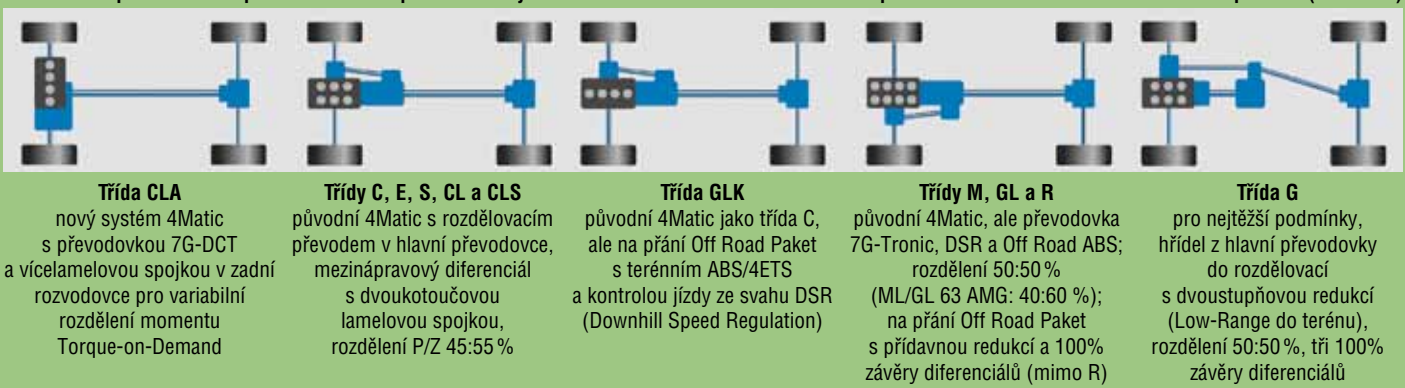 Třída CLA
nový systém 4Matic
s převodovkou 7G-DCT
a vícelamelovou spojkou v zadní
rozvodovce pro variabilní
rozdělení momentu
Torque-on-Demand
Třídy C, E, S, CL a CLS
původní 4Matic s rozdělovacím
převodem v hlavní převodovce,
mezinápravový diferenciál
s dvoukotoučovou
lamelovou spojkou,
rozdělení P/Z 45:55 %
Třída GLK
původní 4Matic jako třída C,
ale na přání Off Road Paket
s terénním ABS/4ETS
a kontrolou jízdy ze svahu DSR
(Downhill Speed Regulation)
Třídy M, GL a R
původní 4Matic, ale převodovka
7G-Tronic, DSR a Off Road ABS;
rozdělení 50:50 %
(ML/GL 63 AMG: 40:60 %);
na přání Off Road Paket
s přídavnou redukcí a 100%
závěry diferenciálů (mimo R)
Třída G
pro nejtěžší podmínky,
hřídel z hlavní převodovky
do rozdělovací
s dvoustupňovou redukcí
(Low-Range do terénu),
rozdělení 50:50 %, tři 100%
závěry diferenciálů